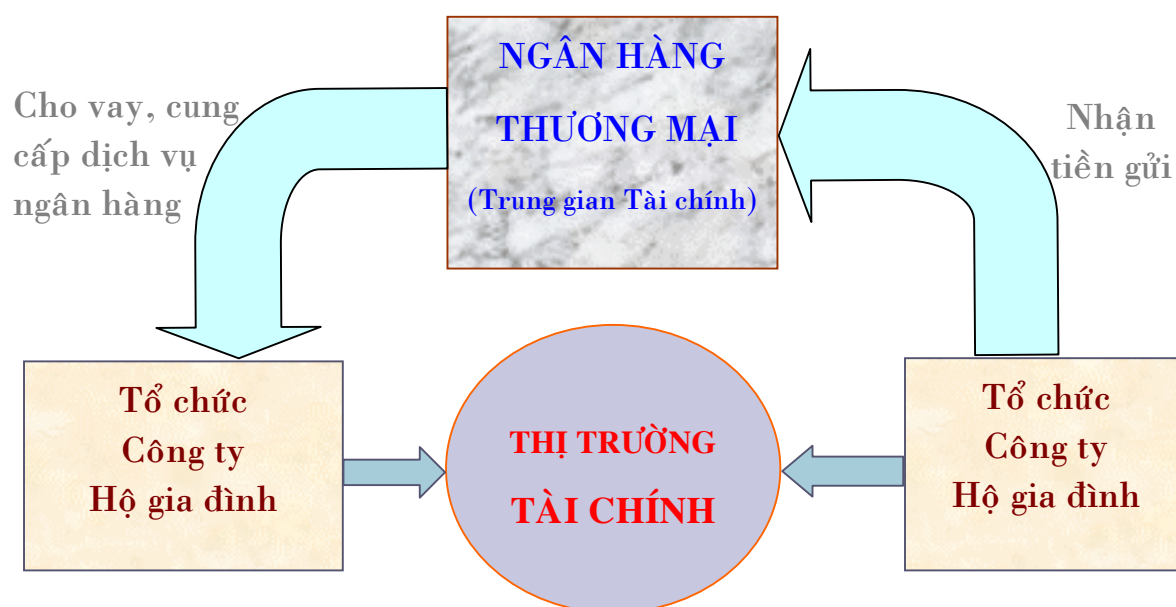 NGÂN HÀNG
THƯƠNG MẠI
(Trung gian Tài chính)
Cho vay, cung
cấp dịch vụ
ngân hàng
Nhận
tiền gửi
Tổ chức
Công ty
Hộ gia đình
THỊ TRƯỜNG
TÀI CHÍNH
Tổ chức
Công ty
Hộ gia đình